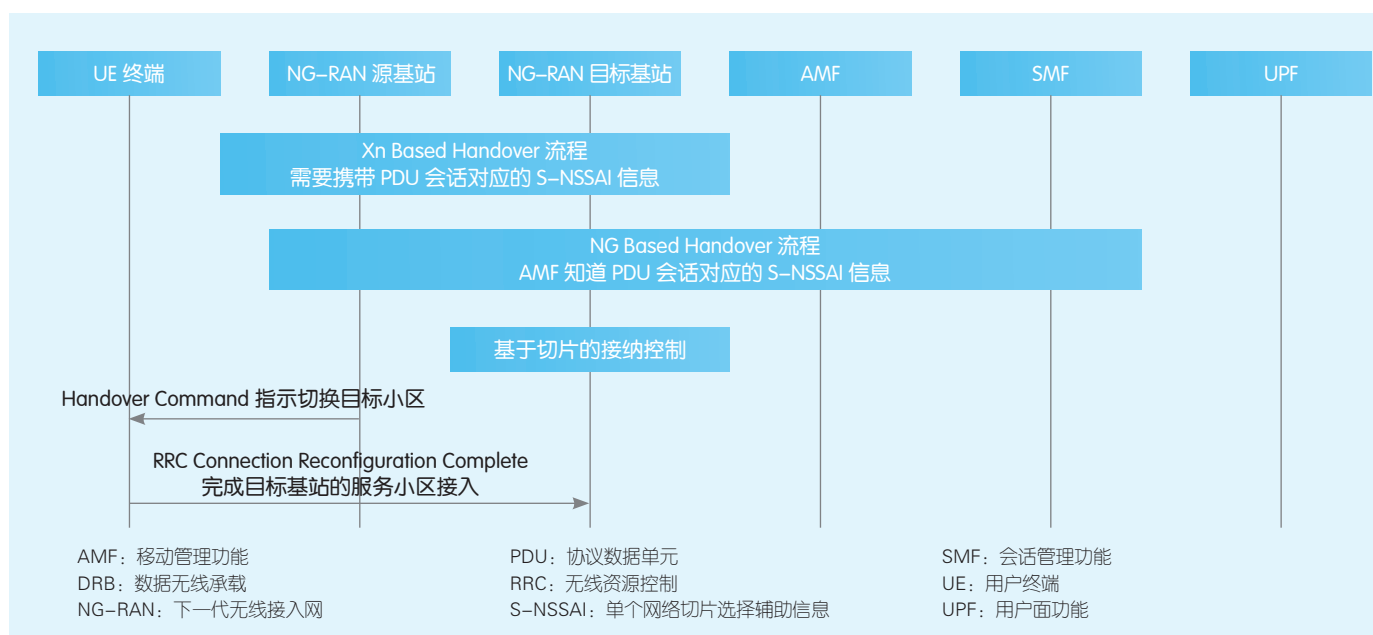 UE 终端
NG-RAN 源基站
NG-RAN 目标基站
AMF
SMF
UPF
Xn Based Handover 流程
需要携带 PDU 会话对应的 S-NSSAI 信息
NG Based Handover 流程
AMF 知道 PDU 会话对应的 S-NSSAI 信息
基于切片的接纳控制
Handover Command 指示切换目标小区
RRC Connection Reconfiguration Complete
完成目标基站的服务小区接入
AMF：移动管理功能
DRB：数据无线承载
NG-RAN：下一代无线接入网
PDU：协议数据单元
RRC：无线资源控制
S-NSSAI：单个网络切片选择辅助信息
SMF：会话管理功能
UE：用户终端
UPF：用户面功能